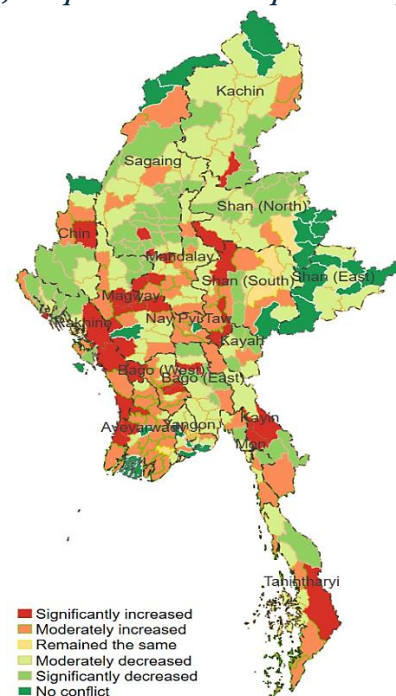 Kachin
Sagaing
Shan (North)
Chin
Mandalay
Shan (South)
Shan (East)
Magway
Rakhine
Nay Pyi Taw
Kayah
Bago (West)
Bago (East)
Ayeyarwady
Yangon
Kayin
Mon
Tanintharyi
Significantly increased
Moderately increased
Remained the same
Moderately decreased
Significantly decreased
No conflict